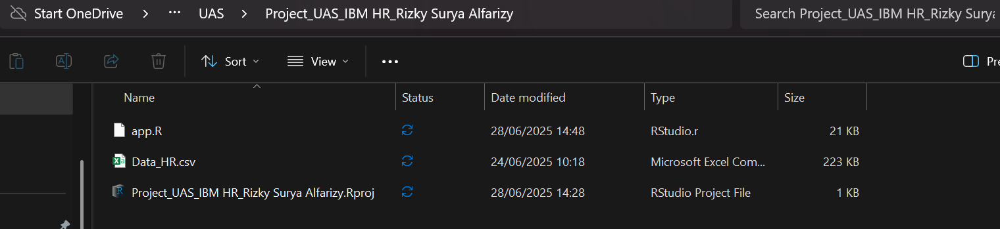 Start OneDrive > ... UAS > Project_UAS_IBM HR_Rizky Surya Alfarizy Search Project_UAS_IBM HR_Rizky Surya
Sort View ... Pre
Name Status Date modified Type Size
app.R 28/06/2025 14:48 RStudio.r 21 KB
Data_HR.csv 24/06/2025 10:18 Microsoft Excel Com... 223 KB
Project_UAS_IBM HR_Rizky Surya Alfarizy.Rproj 28/06/2025 14:28 RStudio Project File 1 KB